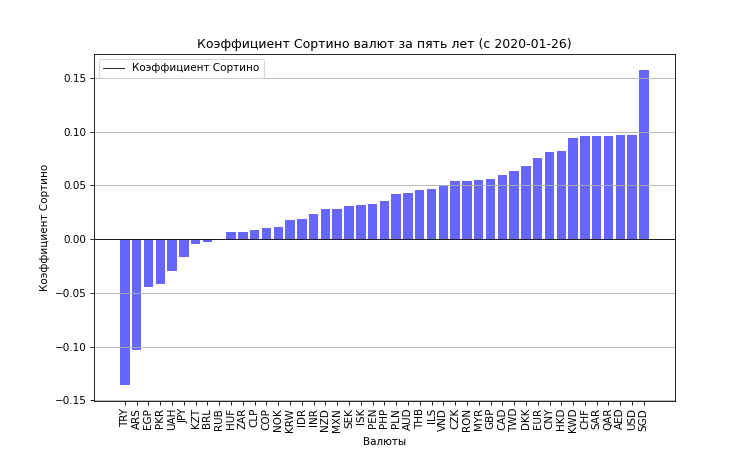 Коэффициент Сортино валют за пять лет (с 2020-01-26)
Коэффициент Сортино
0.15
0.10
0.05
0.00
−0.05
−0.10
−0.15
Коэффициент Сортино
TRY
ARS
EGP
PKR
UAH
JPY
KZT
BRL
RUB
HUF
ZAR
CLP
COP
NOK
KRW
IDR
INR
NZD
MXN
SEK
ISK
PEN
PHP
PLN
AUD
THB
ILS
VND
CZK
RON
MYR
GBP
CAD
TWD
DKK
EUR
CNY
HKD
KWD
CHF
SAR
QAR
AED
USD
SGD
Валюты